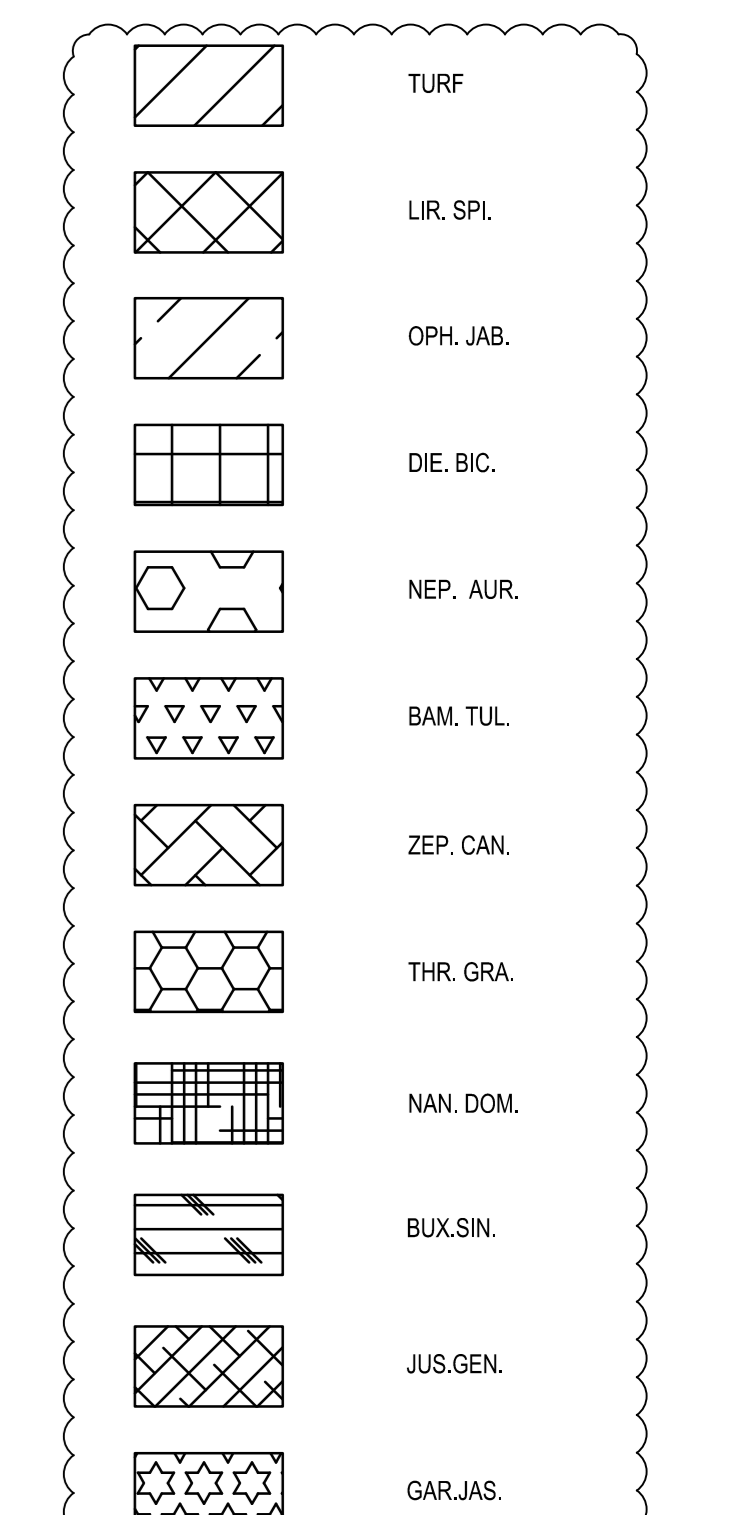 TURF
LIR. SPI.
OPH. JAB.
DIE. BIC.
NEP.  AUR.
BAM. TUL.
ZEP. CAN.
THR. GRA.
NAN. DOM.
BUX.SIN.
JUS.GEN.
GAR.JAS.